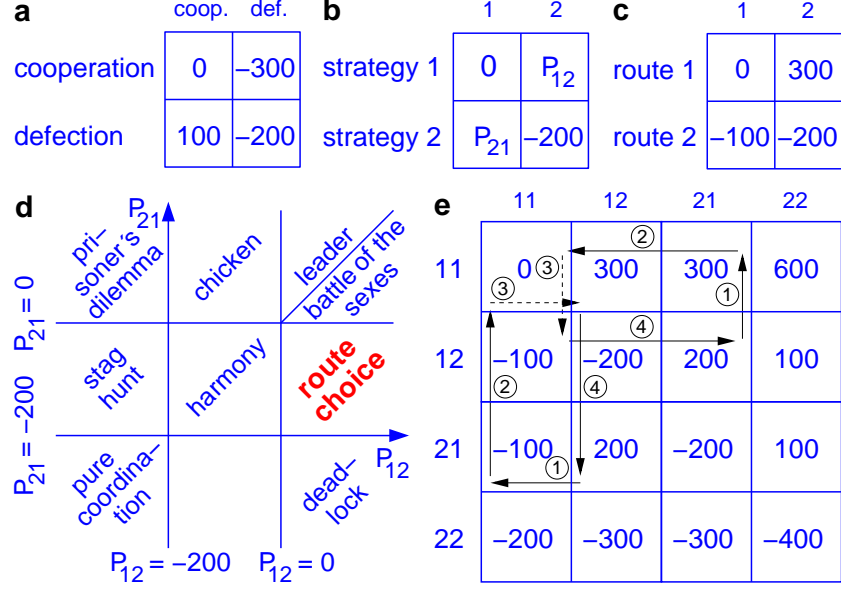 a
coop. def.
cooperation 0 −300
defection 100 −200
b
1 2
strategy 1 0 P12
strategy 2 P21 −200
c
1 2
route 1 0 300
route 2 −100 −200
d
P21
pri−
soner´s
dilemma
chicken
leader
battle of the
sexes
P21 = 0
stag
hunt
harmony
route
choice
P21 = −200
P12
pure
coordina−
tion
dead−
lock
P12 = −200 P12 = 0
e
11 12 21 22
②
11 0 ③ 300 300 600
③ ①
④
12 −100 −200 200 100
② ④
21 −100 200 −200 100
①
22 −200 −300 −300 −400